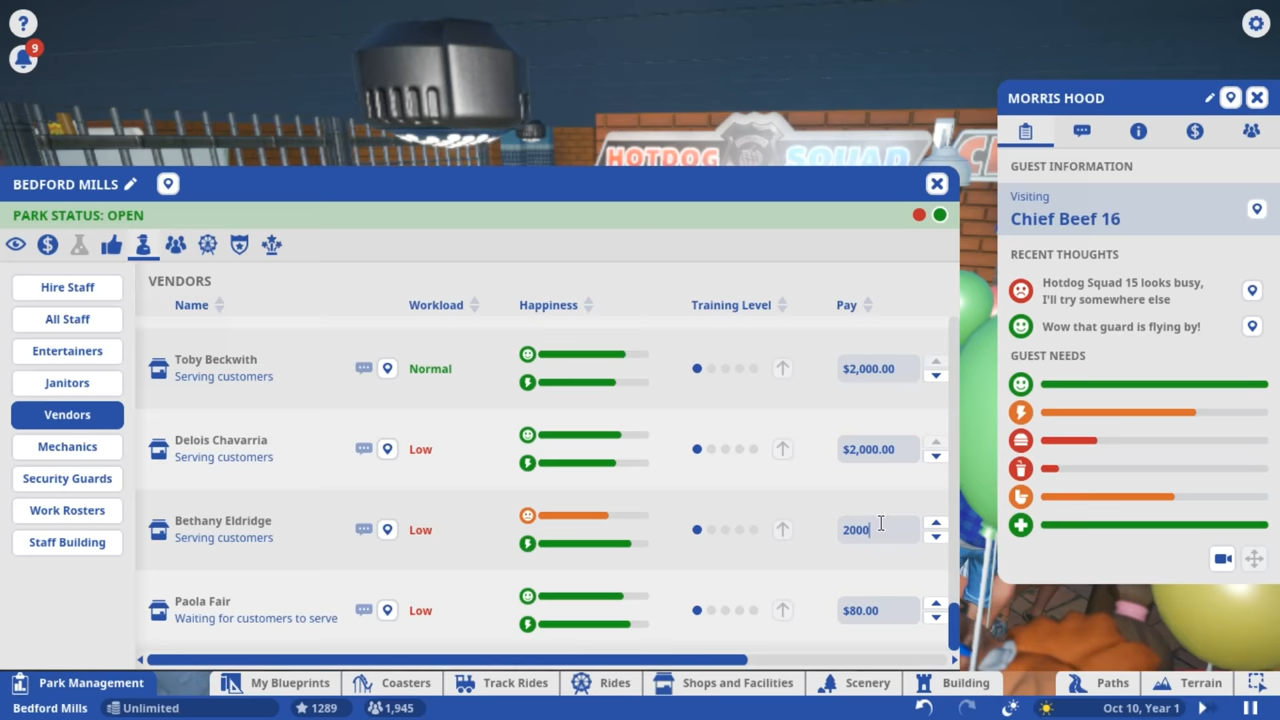 ?
9
HOTDOG SQUAD
MORRIS HOOD
GUEST INFORMATION
Visiting
Chief Beef 16
RECENT THOUGHTS
Hotdog Squad 15 looks busy,
I'll try somewhere else
Wow that guard is flying by!
GUEST NEEDS
BEDFORD MILLS
PARK STATUS: OPEN
Hire Staff
All Staff
Entertainers
Janitors
Vendors
Mechanics
Security Guards
Work Rosters
Staff Building
VENDORS
Name Workload Happiness Training Level Pay
Toby Beckwith
Serving customers
Normal
$2,000.00
Delois Chavarria
Serving customers
Low
$2,000.00
Bethany Eldridge
Serving customers
Low
2000
Paola Fair
Waiting for customers to serve
Low
$80.00
Park Management My Blueprints Coasters Track Rides Rides Shops and Facilities Scenery Building Paths Terrain
Bedford Mills Unlimited 1289 1,945 Oct 10, Year 1